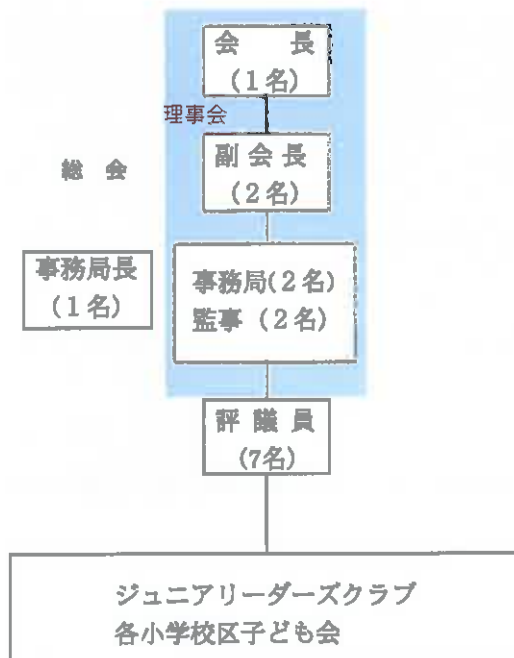 会 長
(1名)
理事会
副会長
(2名)
総 会
事務局長
(1名)
事務局(2名)
監事 (2名)
評議員
(7名)
ジュニアリーダーズクラブ
各小学校区子ども会